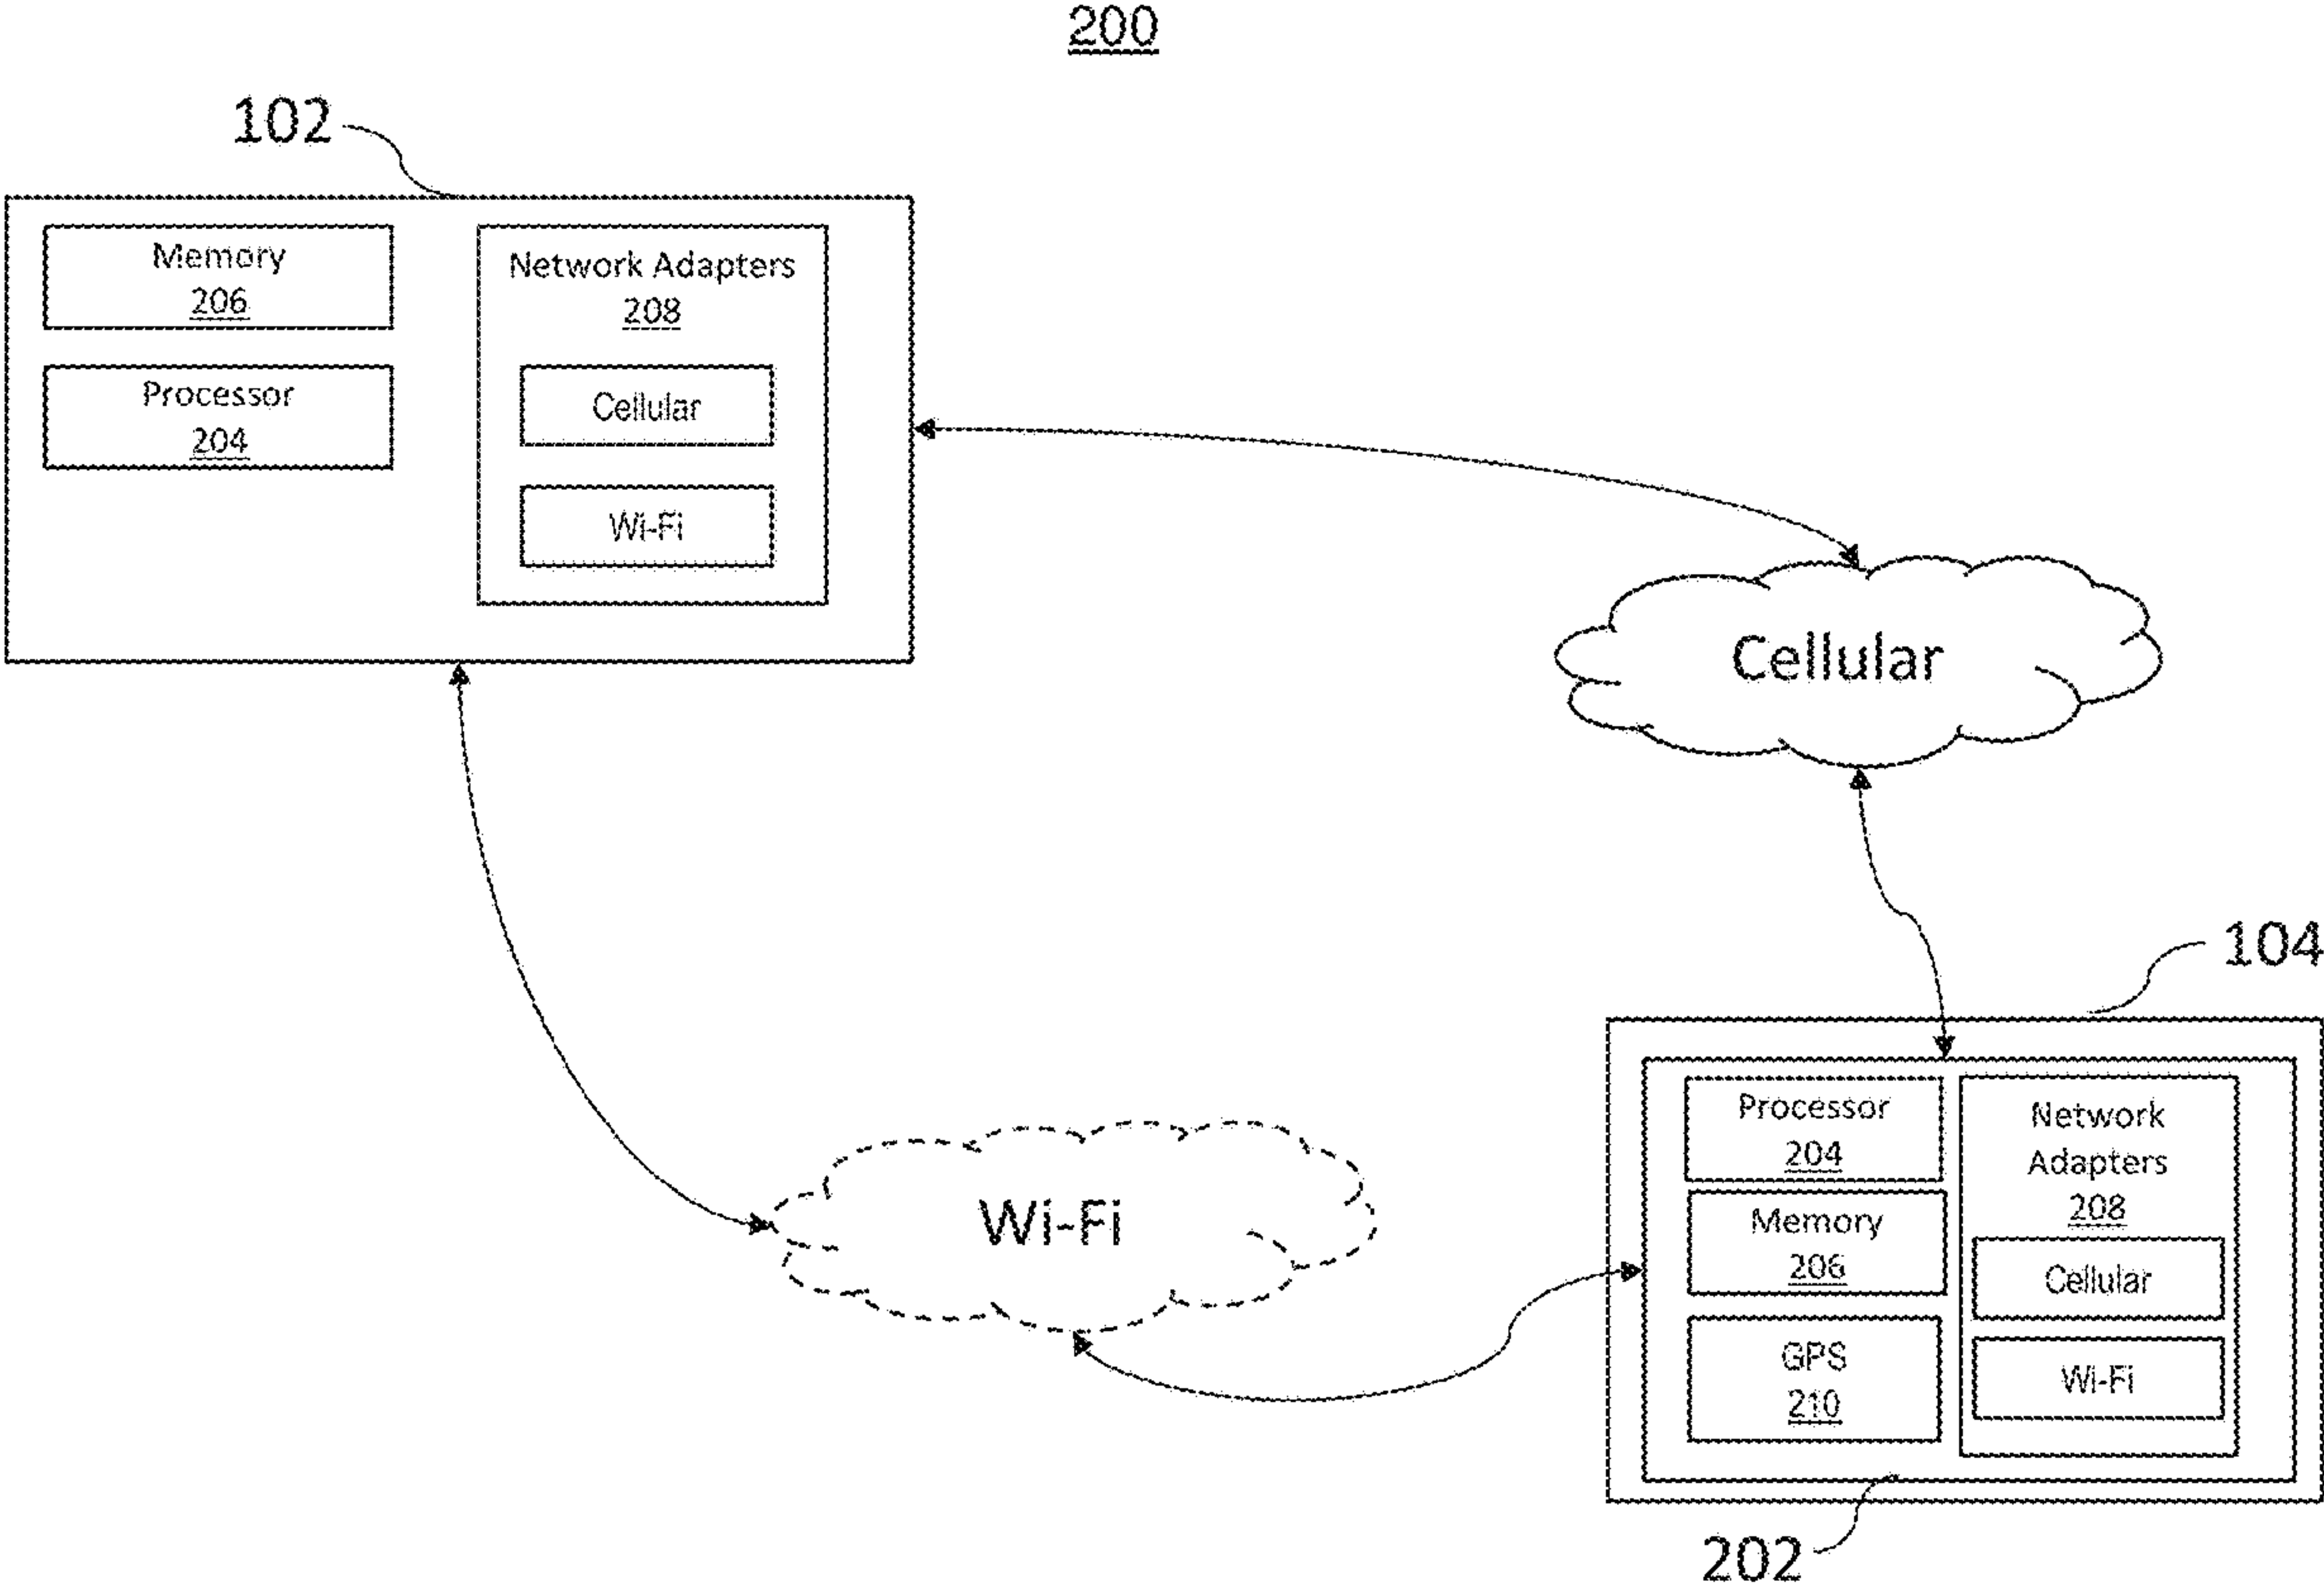 200
102
Memory
206
Processor
204
Network Adapters
208
Cellular
Wi-Fi
Cellular
Wi-Fi
104
Processor
204
Memory
206
GPS
210
Network
Adapters
208
Cellular
Wi-Fi
202